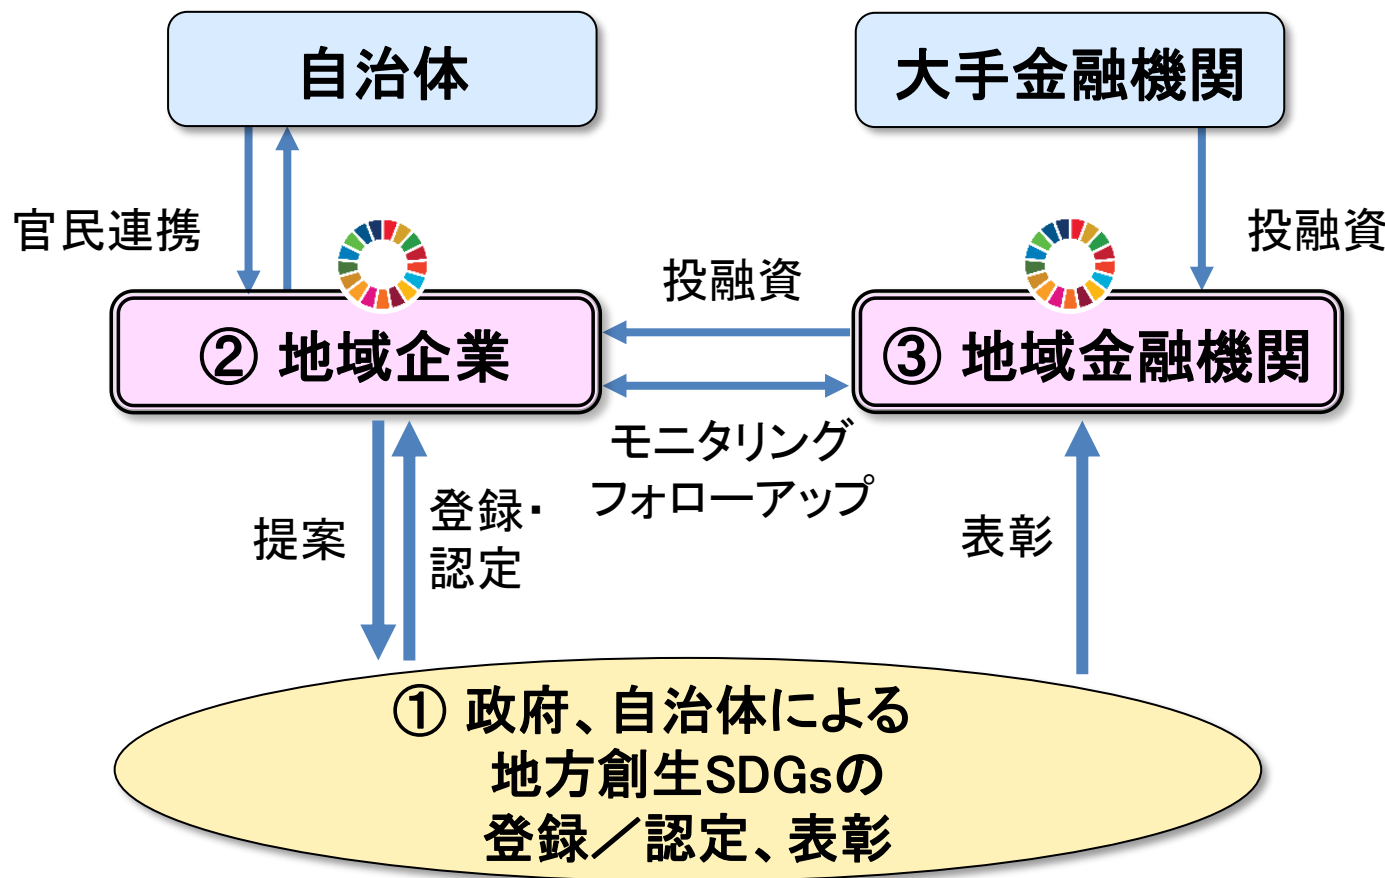 自治体
大手金融機関
官民連携
投融資
投融資
② 地域企業
③ 地域金融機関
モニタリング
フォローアップ
提案
登録・
認定
表彰
① 政府、自治体による
地方創生SDGsの
登録／認定、表彰